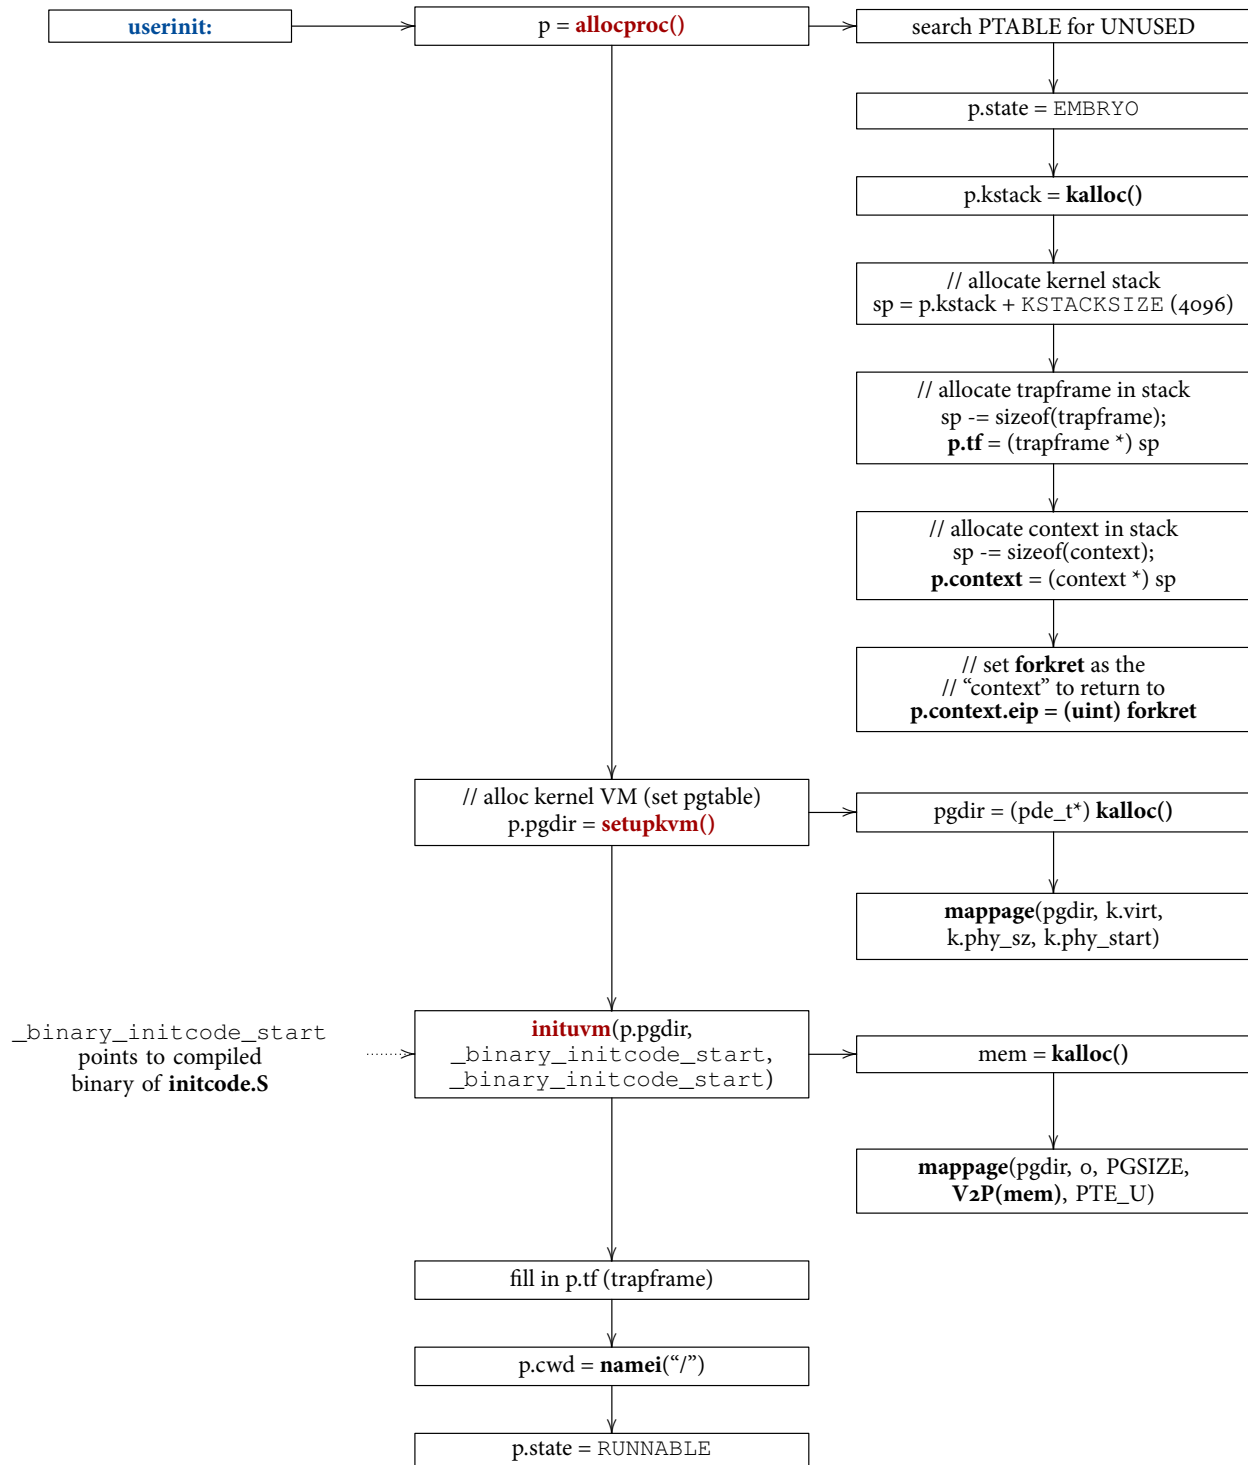 userinit:
p = allocproc()
search PTABLE for UNUSED
p.state = EMBRYO
p.kstack = kalloc()
// allocate kernel stack
sp = p.kstack + KSTACKSIZE (4096)
// allocate trapframe in stack
sp -= sizeof(trapframe);
p.tf = (trapframe *) sp
// allocate context in stack
sp -= sizeof(context);
p.context = (context *) sp
// set forkret as the
// “context” to return to
p.context.eip = (uint) forkret
// alloc kernel VM (set pgtable)
p.pgdir = setupkvm()
pgdir = (pde_t*) kalloc()
mappage(pgdir, k.virt,
k.phy_sz, k.phy_start)
_binary_initcode_start
points to compiled
binary of initcode.S
inituvm(p.pgdir,
_binary_initcode_start,
_binary_initcode_start)
mem = kalloc()
mappage(pgdir, 0, PGSIZE,
V2P(mem), PTE_U)
fill in p.tf (trapframe)
p.cwd = namei(“/”)
p.state = RUNNABLE